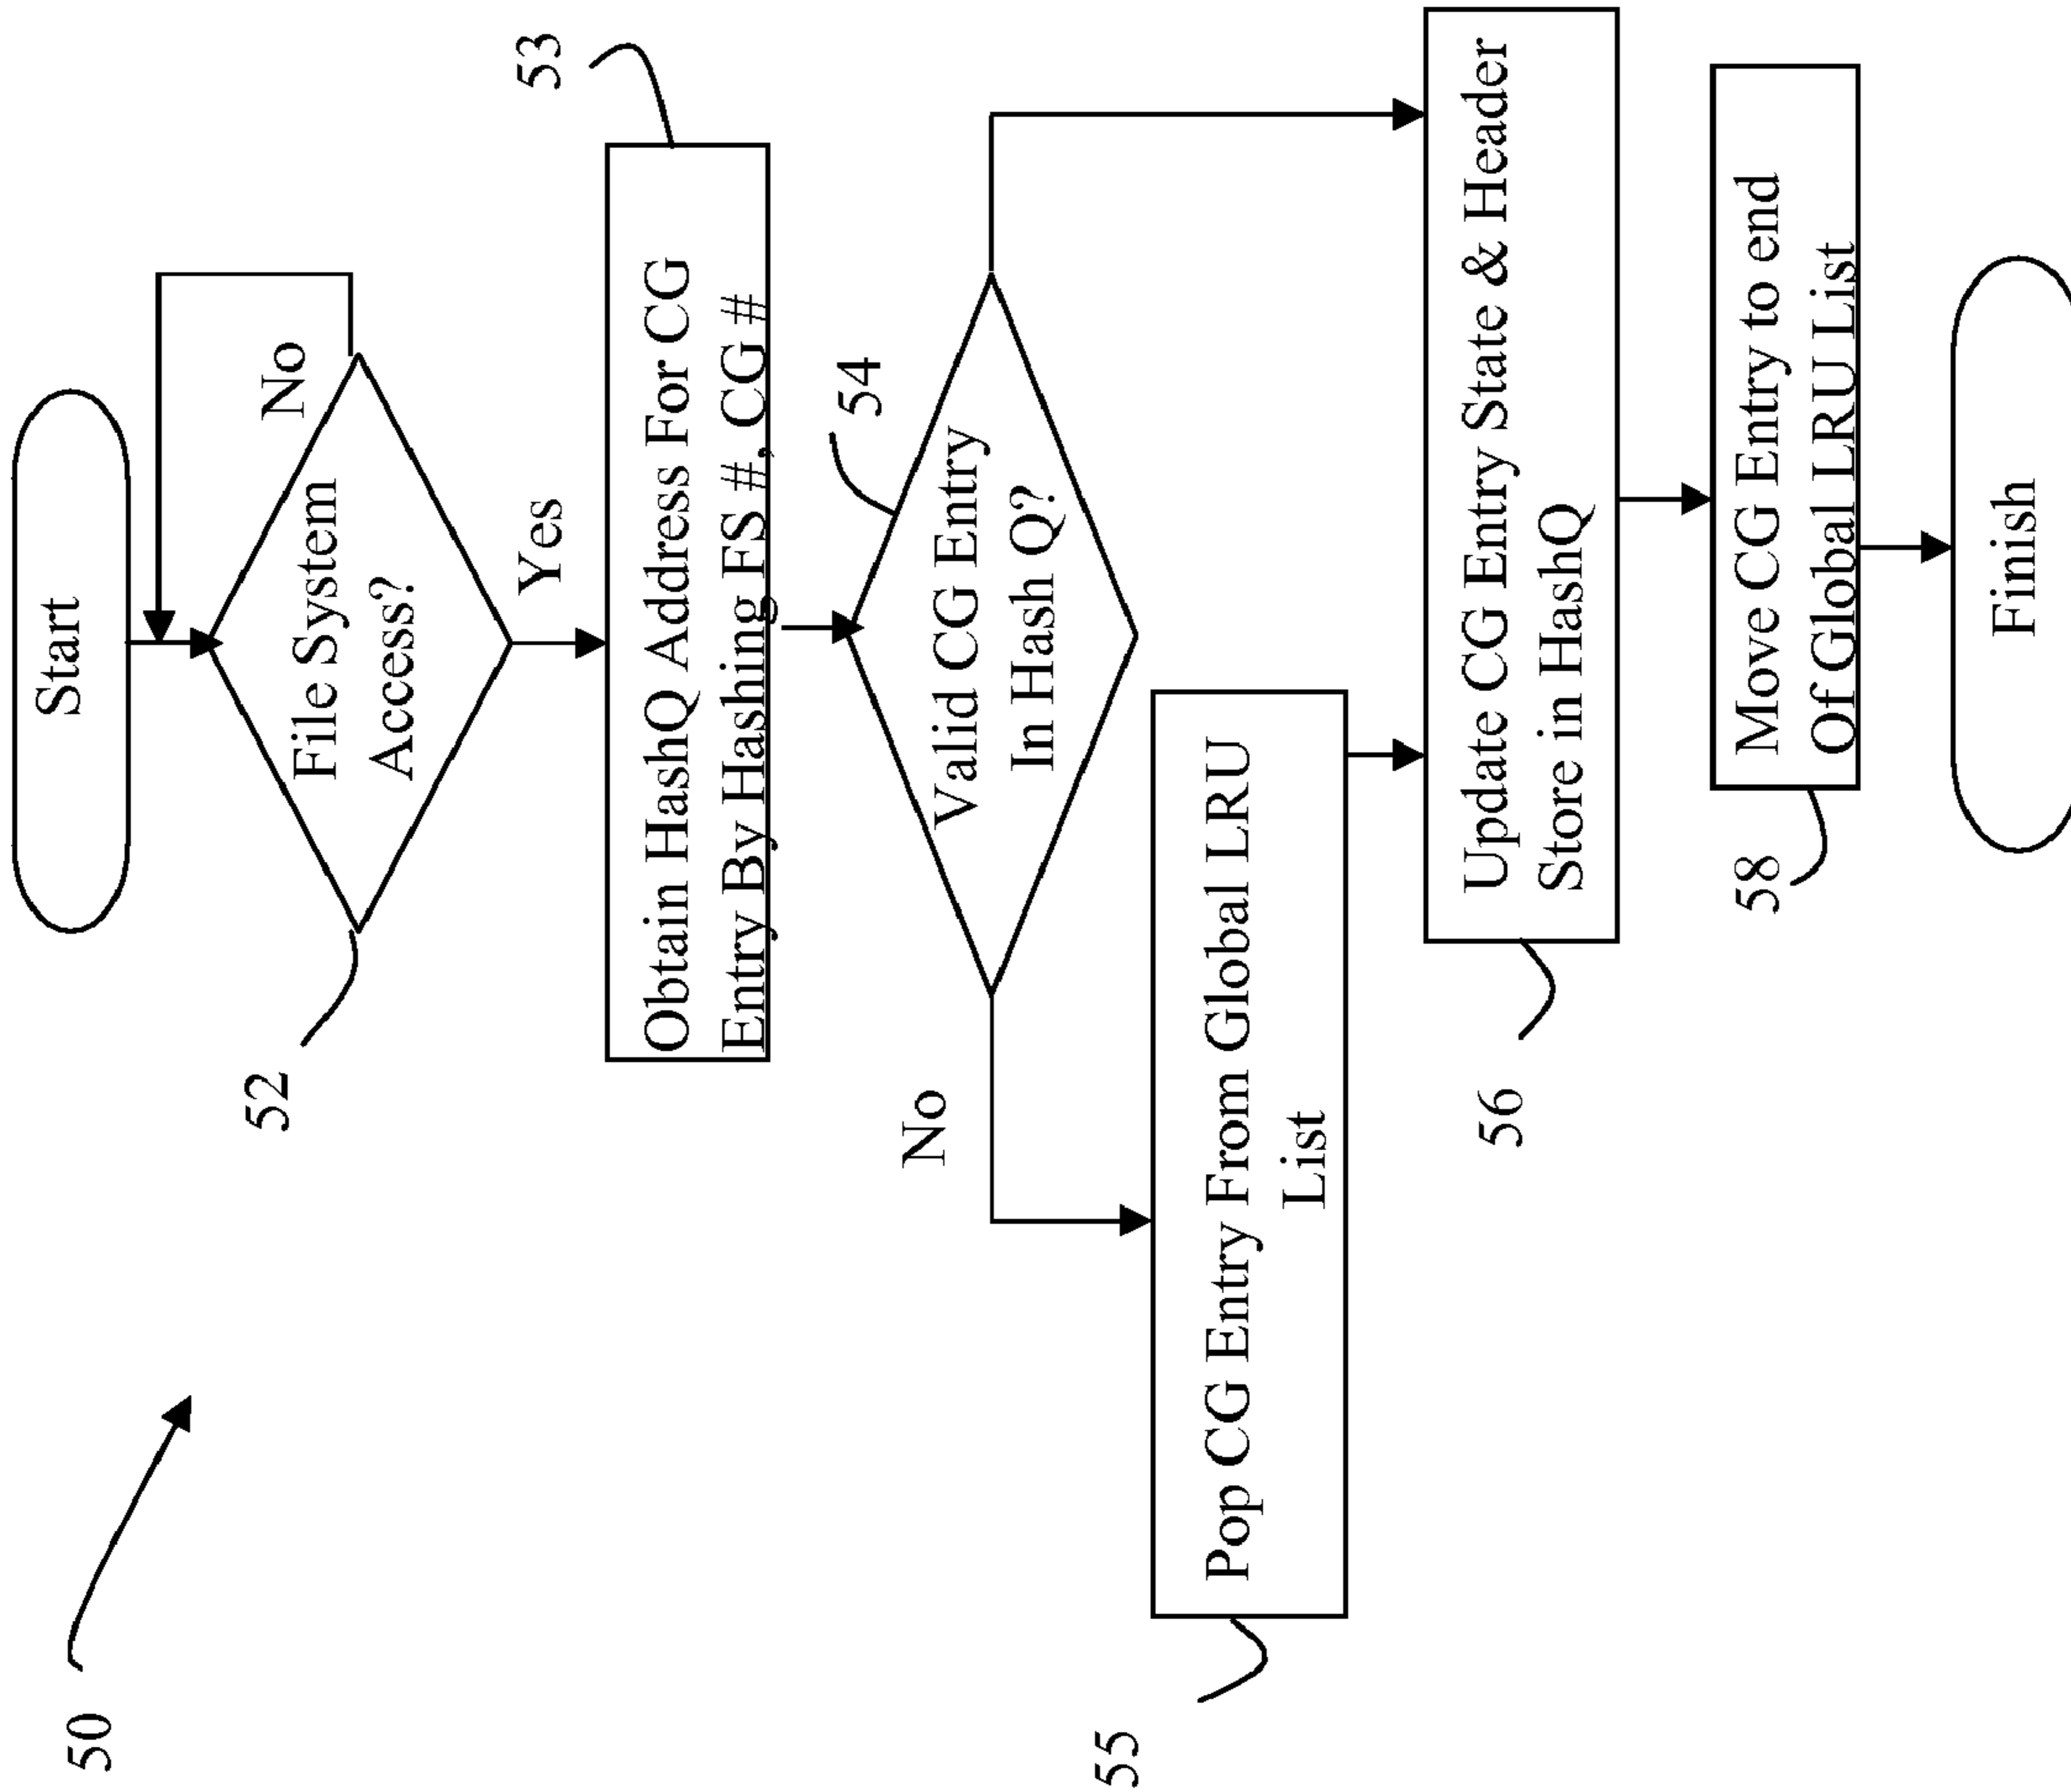 50
Start
No
File System
Access?
52
Yes
53
Obtain HashQ Address For CG
Entry By Hashing FS #, CG #
54
Valid CG Entry
In Hash Q?
No
55
Pop CG Entry From Global LRU
List
Update CG Entry State & Header
Store in HashQ
56
Move CG Entry to end
Of Global LRU List
58
Finish